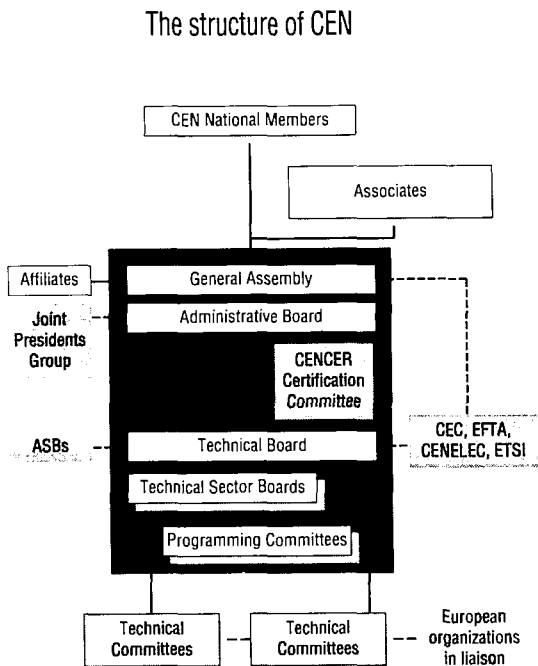 The structure of CEN
CEN National Members
Associates
Affiliates
General Assembly
Joint
Presidents
Group
Administrative Board
CENCER
Certification
Committee
ASBs
Technical Board
CEC, EFTA,
CENELEC, ETSI
Technical Sector Boards
Programming Committees
Technical
Committees
Technical
Committees
European
organizations
in liaison